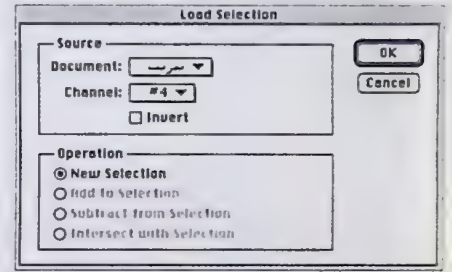 Load Selection
Source
Document:
Channel: #4
Invert
OK
Cancel
Operation
New Selection
Add to Selection
Subtract from Selection
Intersect with Selection